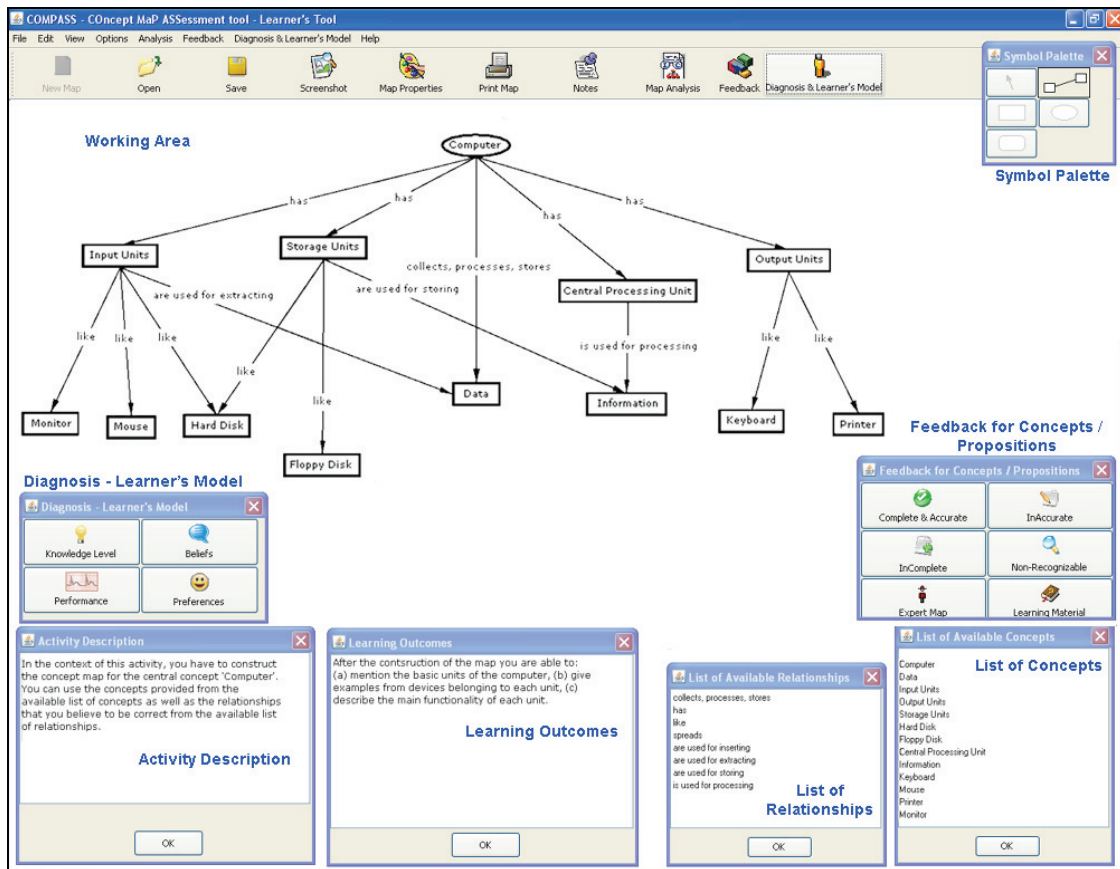 COMPASS - COncept MaP ASSessment tool - Learner's Tool
File Edit View Options Analysis Feedback Diagnosis & Learner's Model Help
New Map Open Save Screenshot Map Properties Print Map Notes Map Analysis Feedback Diagnosis & Learner's Model
Symbol Palette
Symbol Palette
Working Area
Computer
has
has
has
has
Input Units
Storage Units
Output Units
collects, processes, stores
are used for extracting
are used for storing
Central Processing Unit
like
like
like
like
like
is used for processing
like
like
Monitor
Mouse
Hard Disk
Floppy Disk
Data
Information
Keyboard
Printer
Feedback for Concepts /
Propositions
Feedback for Concepts / Propositions
Complete & Accurate InAccurate
InComplete Non-Recognizable
Expert Map Learning Material
Diagnosis - Learner's Model
Diagnosis - Learner's Model
Knowledge Level Beliefs
Performance Preferences
Activity Description
In the context of this activity, you have to construct
the concept map for the central concept 'Computer'.
You can use the concepts provided from the
available list of concepts as well as the relationships
that you believe to be correct from the available list
of relationships.
Activity Description
OK
Learning Outcomes
After the contsruction of the map you are able to:
(a) mention the basic units of the computer, (b) give
examples from devices belonging to each unit, (c)
describe the main functionality of each unit.
Learning Outcomes
OK
List of Available Relationships
collects, processes, stores
has
like
spreads
are used for inserting
are used for extracting
are used for storing
is used for processing
List of
Relationships
OK
List of Available Concepts
List of Concepts
Computer
Data
Input Units
Output Units
Storage Units
Hard Disk
Floppy Disk
Central Processing Unit
Information
Keyboard
Mouse
Printer
Monitor
OK